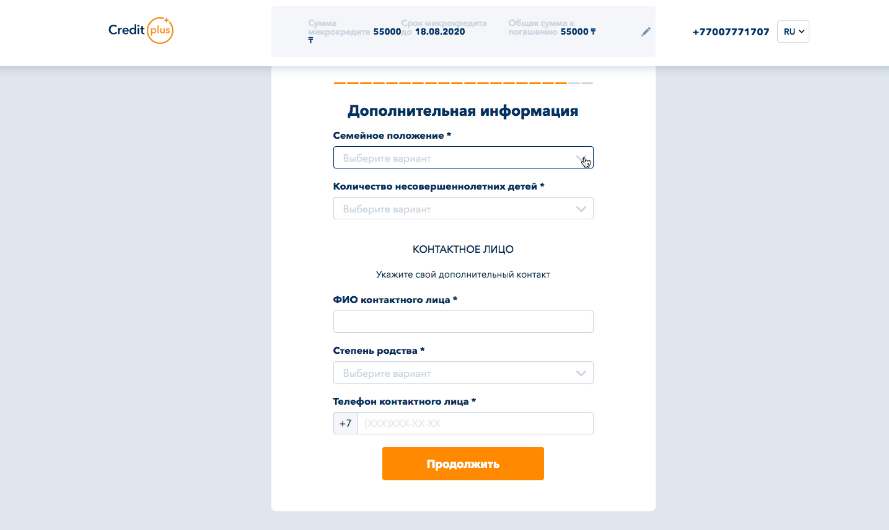 Credit plus
Сумма микрокредита 55000 ₸
Срок микрокредита до 18.08.2020
Общая сумма к погашению 55000 ₸
+77007771707
RU
Дополнительная информация
Семейное положение *
Выберите вариант
Количество несовершеннолетних детей *
Выберите вариант
КОНТАКТНОЕ ЛИЦО
Укажите свой дополнительный контакт
ФИО контактного лица *
Степень родства *
Выберите вариант
Телефон контактного лица *
+7 (XXX)XXX-XX-XX
Продолжить